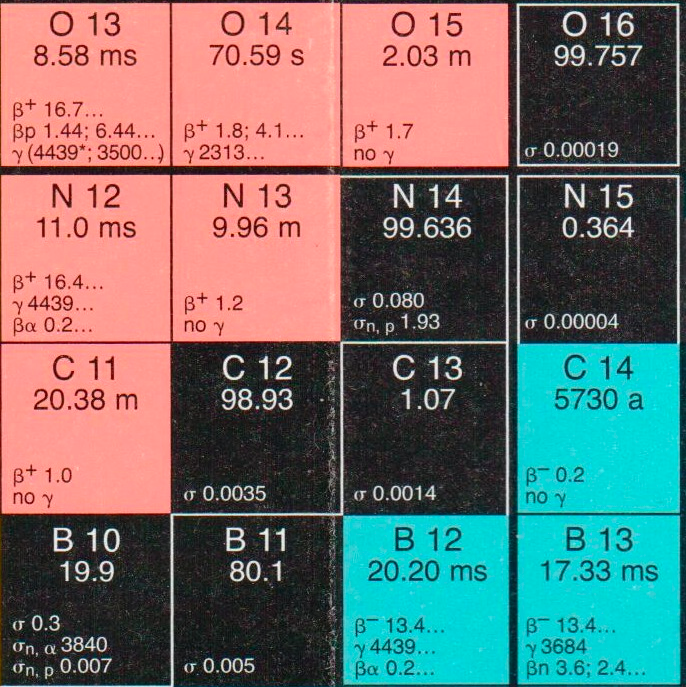 O 13
8.58 ms
β⁺ 16.7...
βp 1.44; 6.44...
γ (4439*; 3500...)
O 14
70.59 s
β⁺ 1.8; 4.1...
γ 2313...
O 15
2.03 m
β⁺ 1.7
no γ
O 16
99.757
σ 0.00019
N 12
11.0 ms
β⁺ 16.4...
γ 4439...
βα 0.2...
N 13
9.96 m
β⁺ 1.2
no γ
N 14
99.636
σ 0.080
σn, p 1.93
N 15
0.364
σ 0.00004
C 11
20.38 m
β⁺ 1.0
no γ
C 12
98.93
σ 0.0035
C 13
1.07
σ 0.0014
C 14
5730 a
β⁻ 0.2
no γ
B 10
19.9
σ 0.3
σn, α 3840
σn, p 0.007
B 11
80.1
σ 0.005
B 12
20.20 ms
β⁻ 13.4...
γ 4439...
βα 0.2...
B 13
17.33 ms
β⁻ 13.4...
γ 3684
βn 3.6; 2.4...